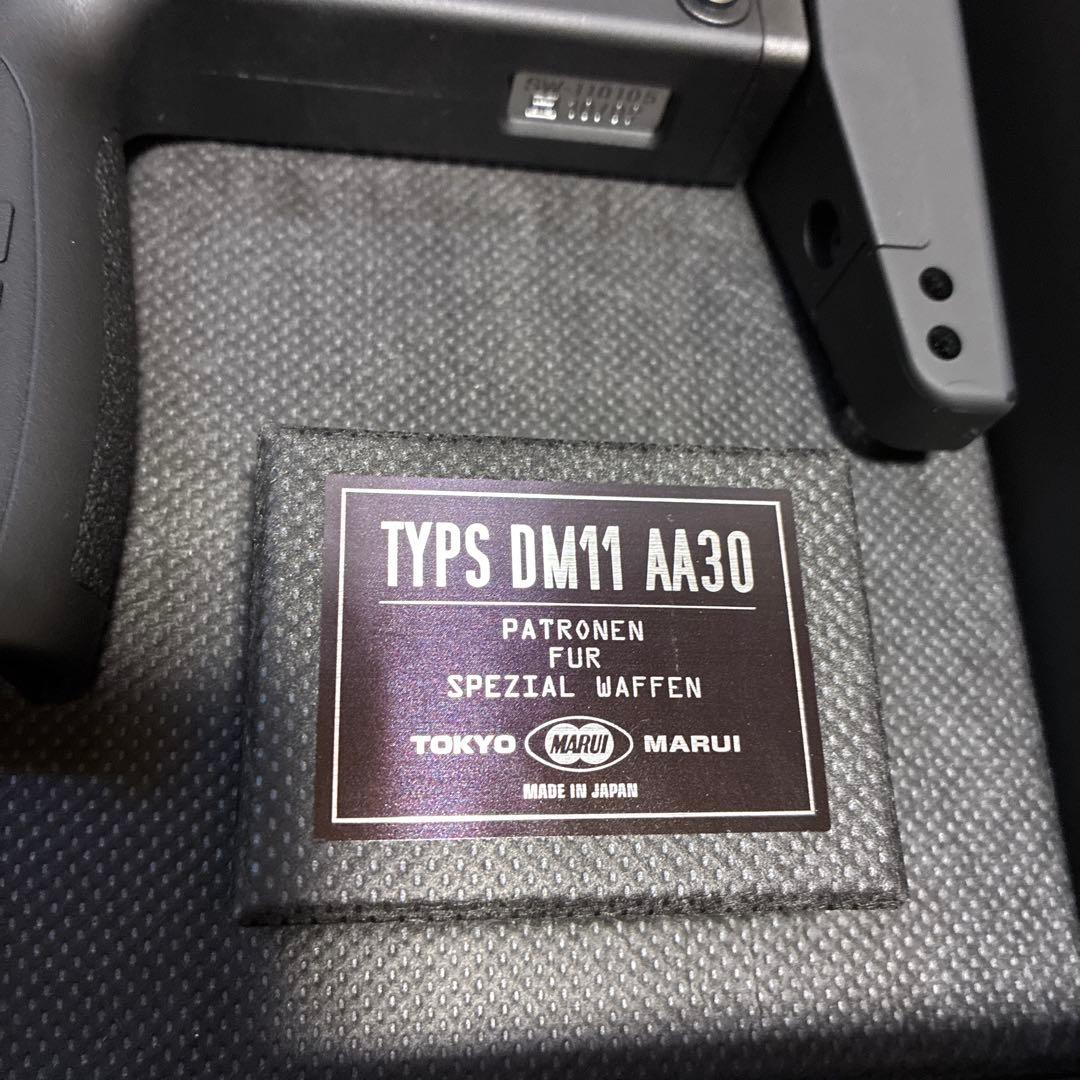 TYPS DM11 AA30
PATRONEN
FUR
SPEZIAL WAFFEN
TOKYO MARUI MARUI
MADE IN JAPAN